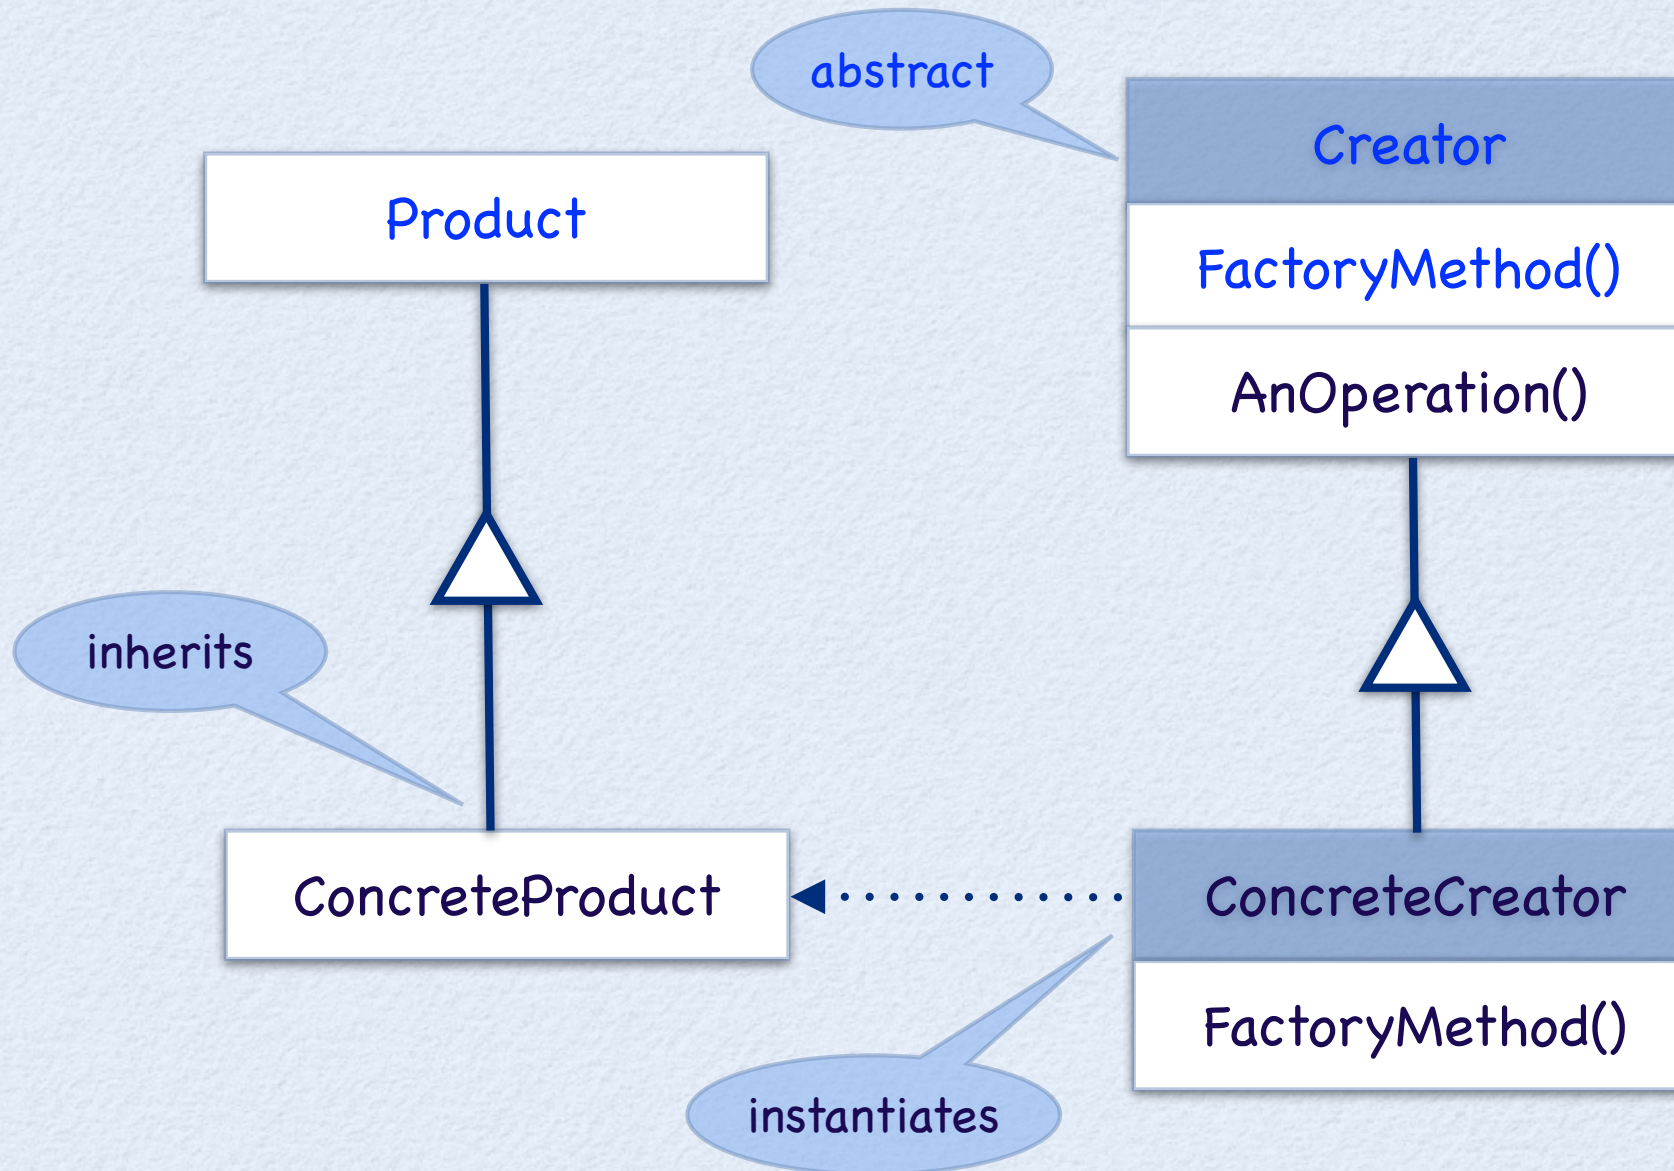 abstract
Creator
Product
FactoryMethod()
AnOperation()
inherits
ConcreteProduct
ConcreteCreator
FactoryMethod()
instantiates